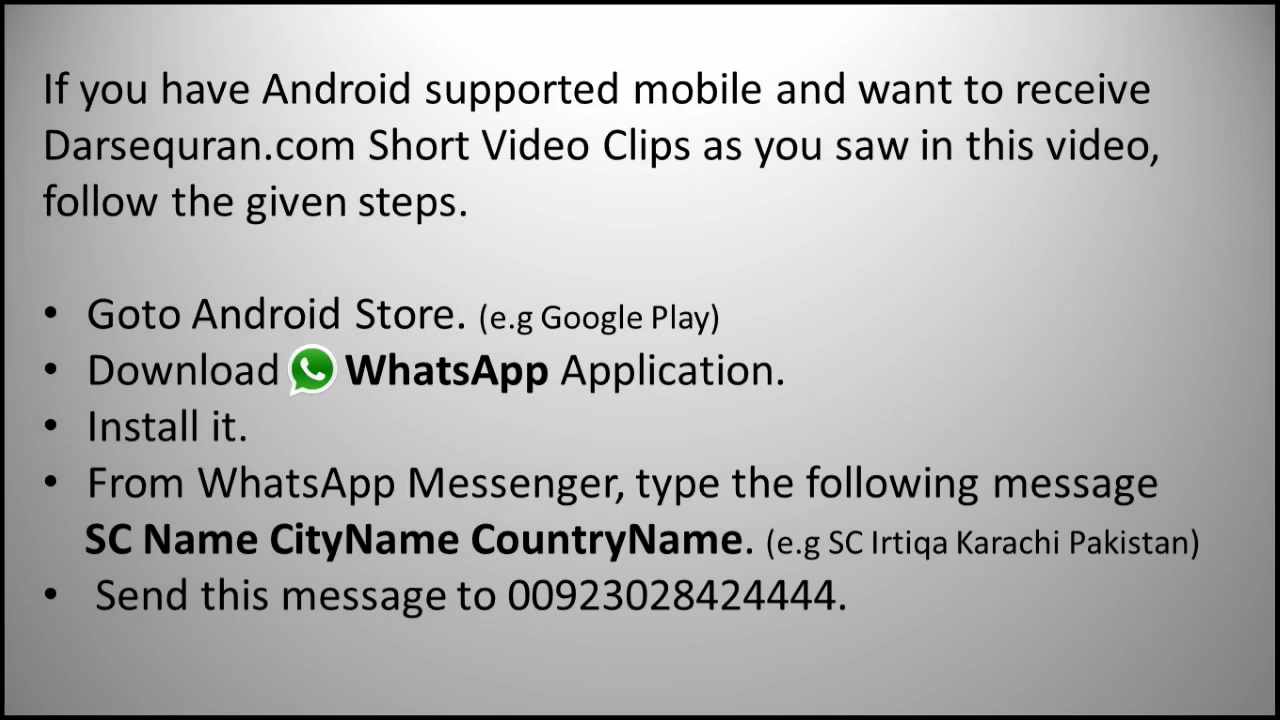 If you have Android supported mobile and want to receive
Darsequran.com Short Video Clips as you saw in this video,
follow the given steps.
• Goto Android Store. (e.g Google Play)
• Download WhatsApp Application.
• Install it.
• From WhatsApp Messenger, type the following message
SC Name CityName CountryName. (e.g SC Irtiqa Karachi Pakistan)
• Send this message to 00923028424444.